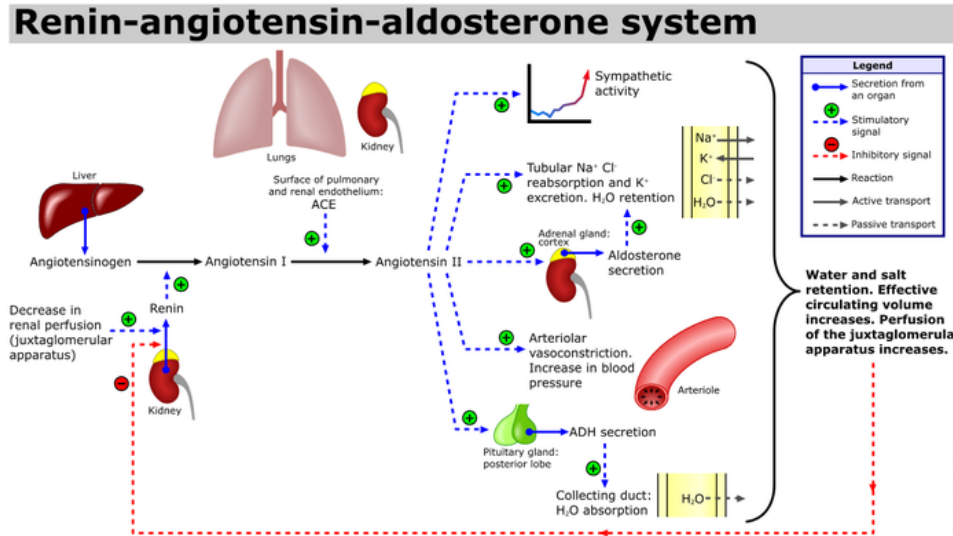 Renin-angiotensin-aldosterone system
Legend
Secretion from
an organ
+
Stimulatory
signal
−
Inhibitory signal
Reaction
Active transport
Passive transport
Lungs
Kidney
Liver
Surface of pulmonary
and renal endothelium:
ACE
+
Angiotensinogen
Angiotensin I
Angiotensin II
+
Renin
Decrease in
renal perfusion
(juxtaglomerular
apparatus)
+
−
Kidney
+
Sympathetic
activity
+
Tubular Na⁺ Cl⁻
reabsorption and K⁺
excretion. H₂O retention
Na⁺
K⁺
Cl⁻
H₂O
+
Adrenal gland:
cortex
+
Aldosterone
secretion
+
Arteriolar
vasoconstriction.
Increase in blood
pressure
Arteriole
+
Pituitary gland:
posterior lobe
ADH secretion
+
Collecting duct:
H₂O absorption
H₂O
Water and salt
retention. Effective
circulating volume
increases. Perfusion
of the juxtaglomerular
apparatus increases.